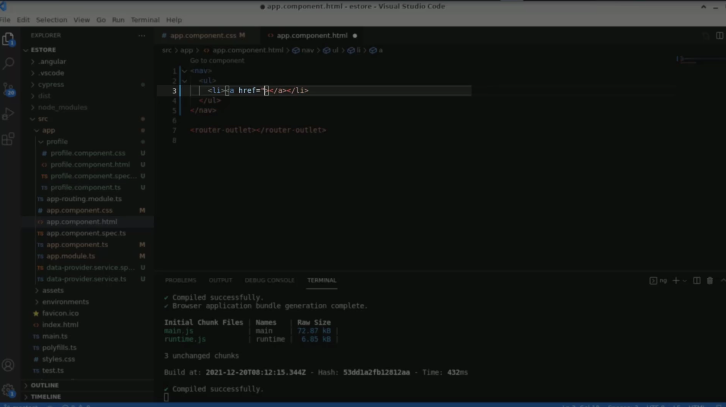 app.component.html - estore - Visual Studio Code
File Edit Selection View Go Run Terminal Help
EXPLORER
ESTORE
.angular
.vscode
cypress
dist
node_modules
src
app
profile
profile.component.css U
profile.component.html U
profile.component.spec... U
profile.component.ts U
app-routing.module.ts
app.component.css M
app.component.html
app.component.spec.ts
app.component.ts M
app.module.ts M
data-provider.service.sp... U
data-provider.service.ts U
assets
environments
favicon.ico
index.html
main.ts
polyfills.ts
styles.css
test.ts
OUTLINE
TIMELINE
app.component.css M
app.component.html
src > app > app.component.html > nav > ul > li > a
Go to component
1 <nav>
2 <ul>
3 <li><a href=""></a></li>
4 </ul>
5 </nav>
6
7 <router-outlet></router-outlet>
8
PROBLEMS OUTPUT DEBUG CONSOLE TERMINAL
ng
✓ Compiled successfully.
✓ Browser application bundle generation complete.
Initial Chunk Files | Names | Raw Size
main.js | main | 72.87 kB |
runtime.js | runtime | 6.85 kB |
3 unchanged chunks
Build at: 2021-12-20T08:12:15.344Z - Hash: 53dd1a2fb12812aa - Time: 432ms
✓ Compiled successfully.